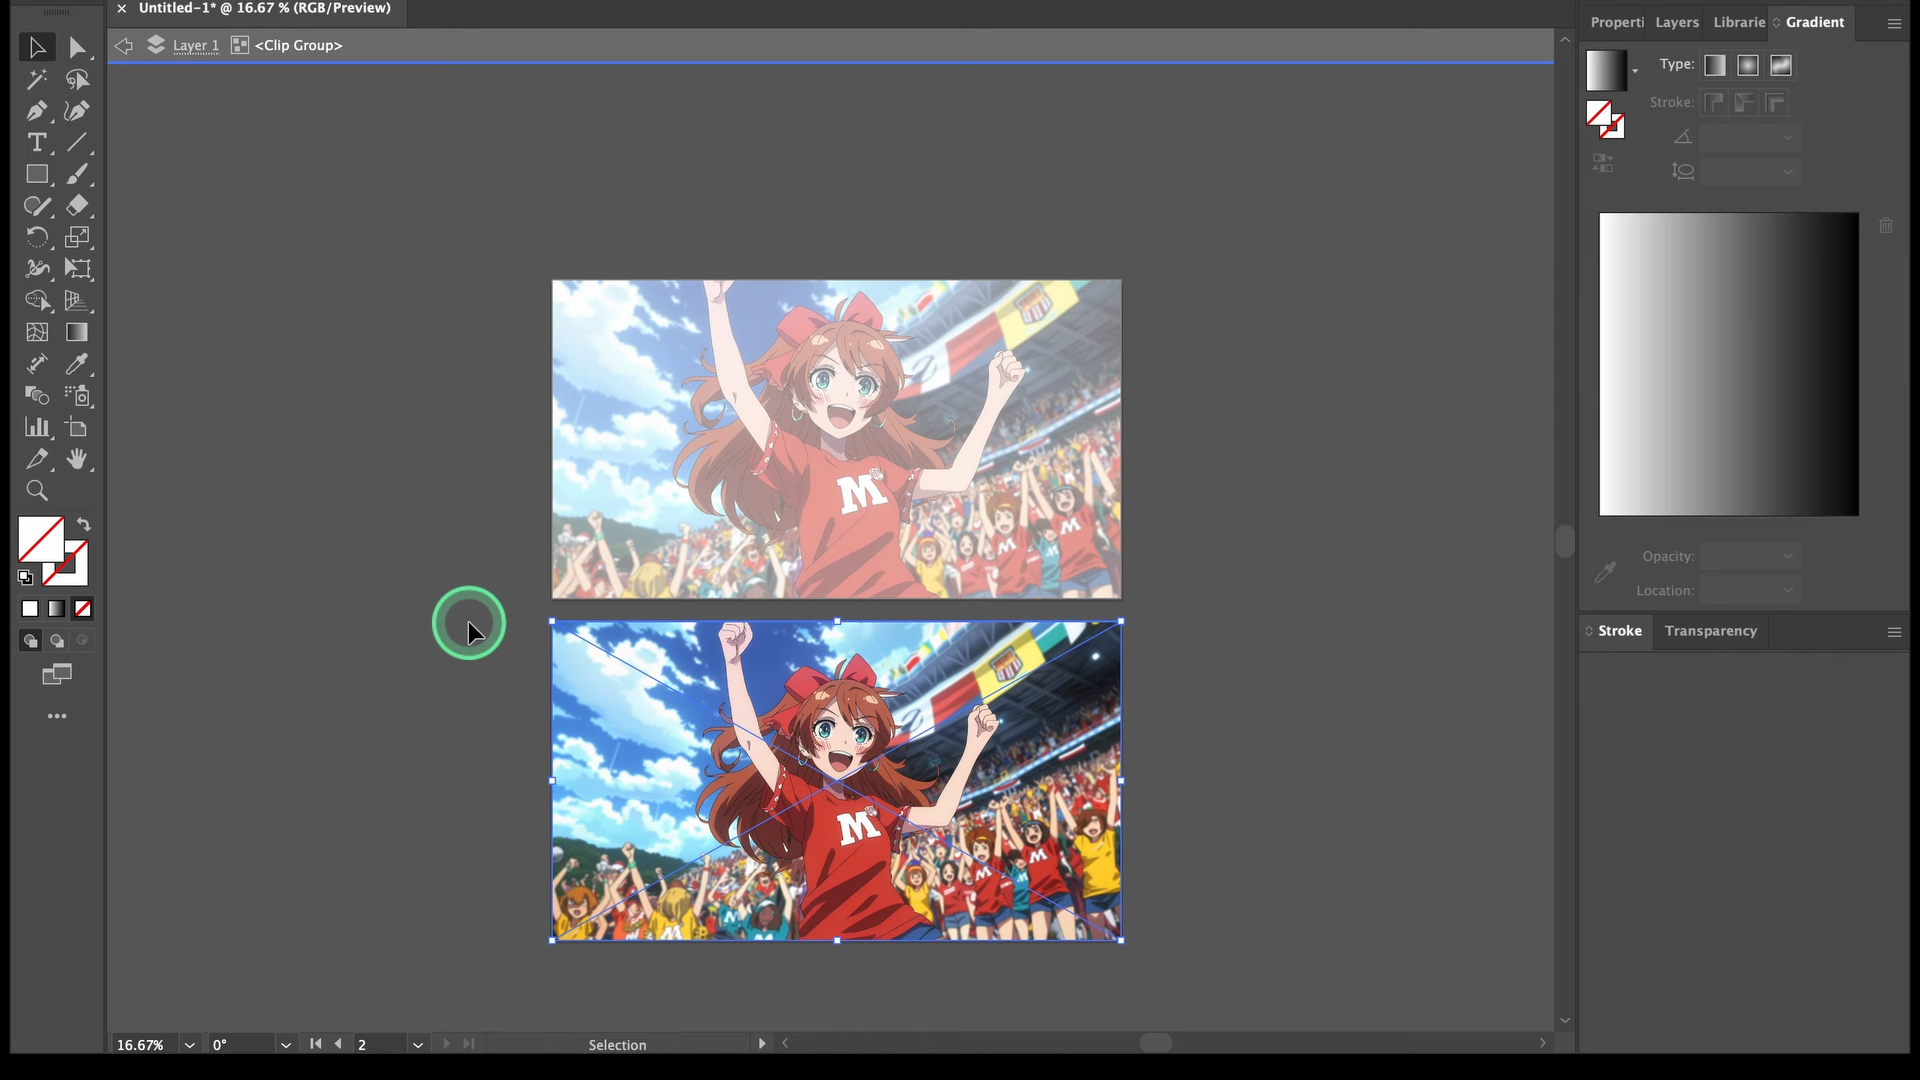 Untitled-1* @ 16.67 % (RGB/Preview)
Layer 1 <Clip Group>
Properti Layers Librarie Gradient
Type:
Stroke:
Opacity:
Location:
Stroke Transparency
M
M
M
M
M
M
M
M
16.67% 0° 2 Selection